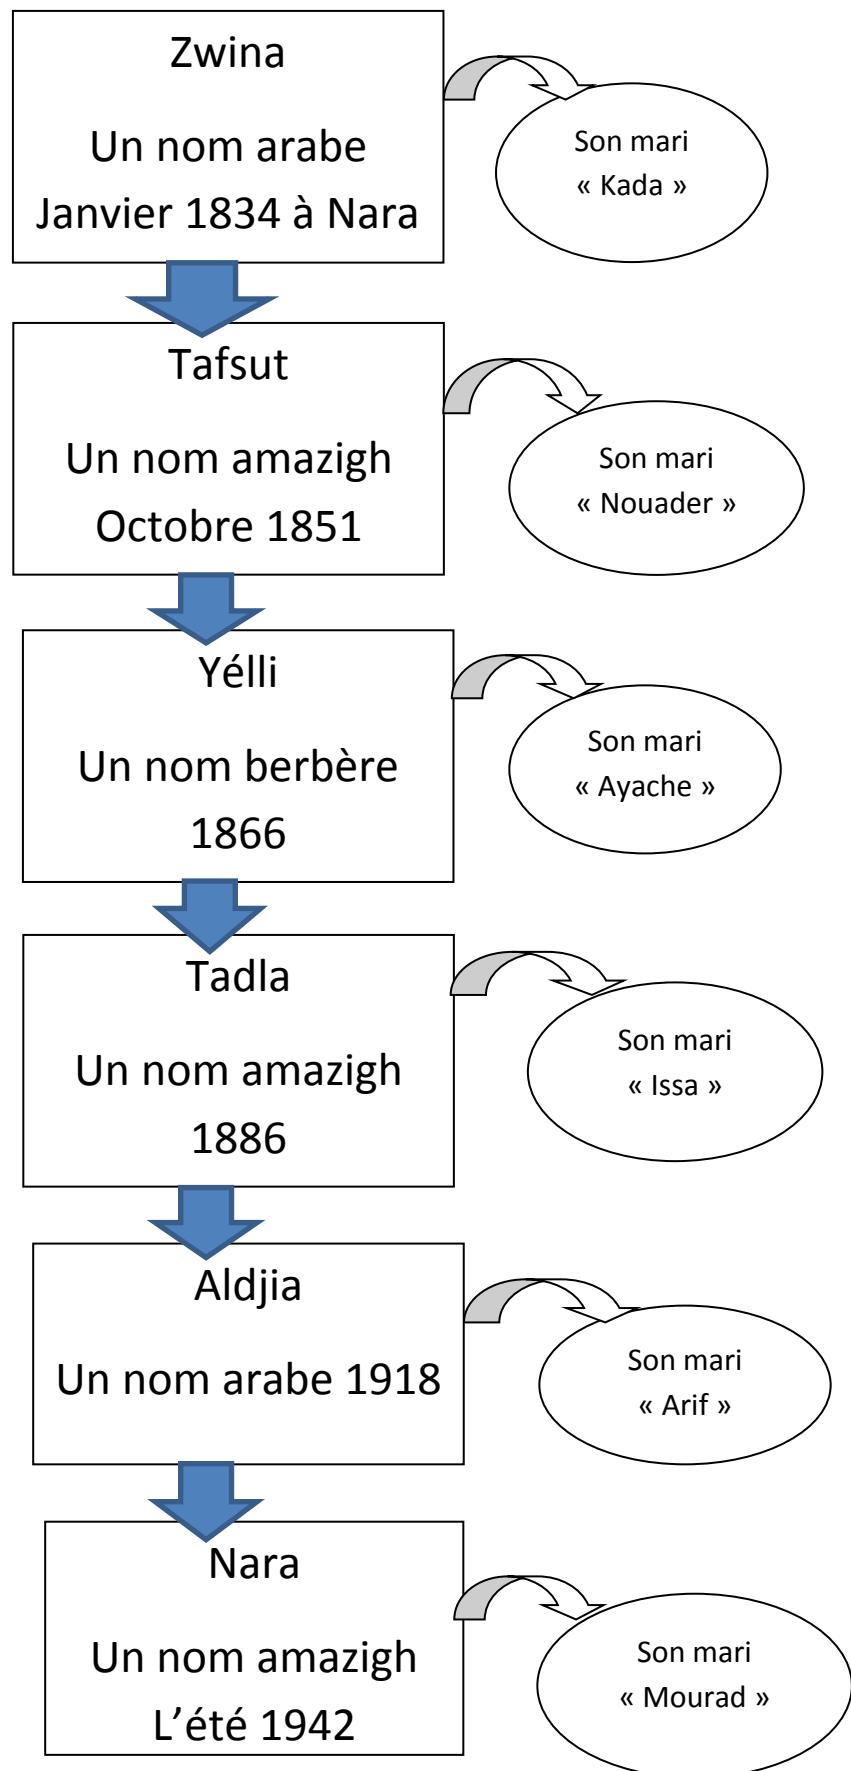 Zwina
Un nom arabe
Janvier 1834 à Nara
Son mari
« Kada »
Tafsut
Un nom amazigh
Octobre 1851
Son mari
« Nouader »
Yélli
Un nom berbère
1866
Son mari
« Ayache »
Tadla
Un nom amazigh
1886
Son mari
« Issa »
Aldjia
Un nom arabe 1918
Son mari
« Arif »
Nara
Un nom amazigh
L’été 1942
Son mari
« Mourad »